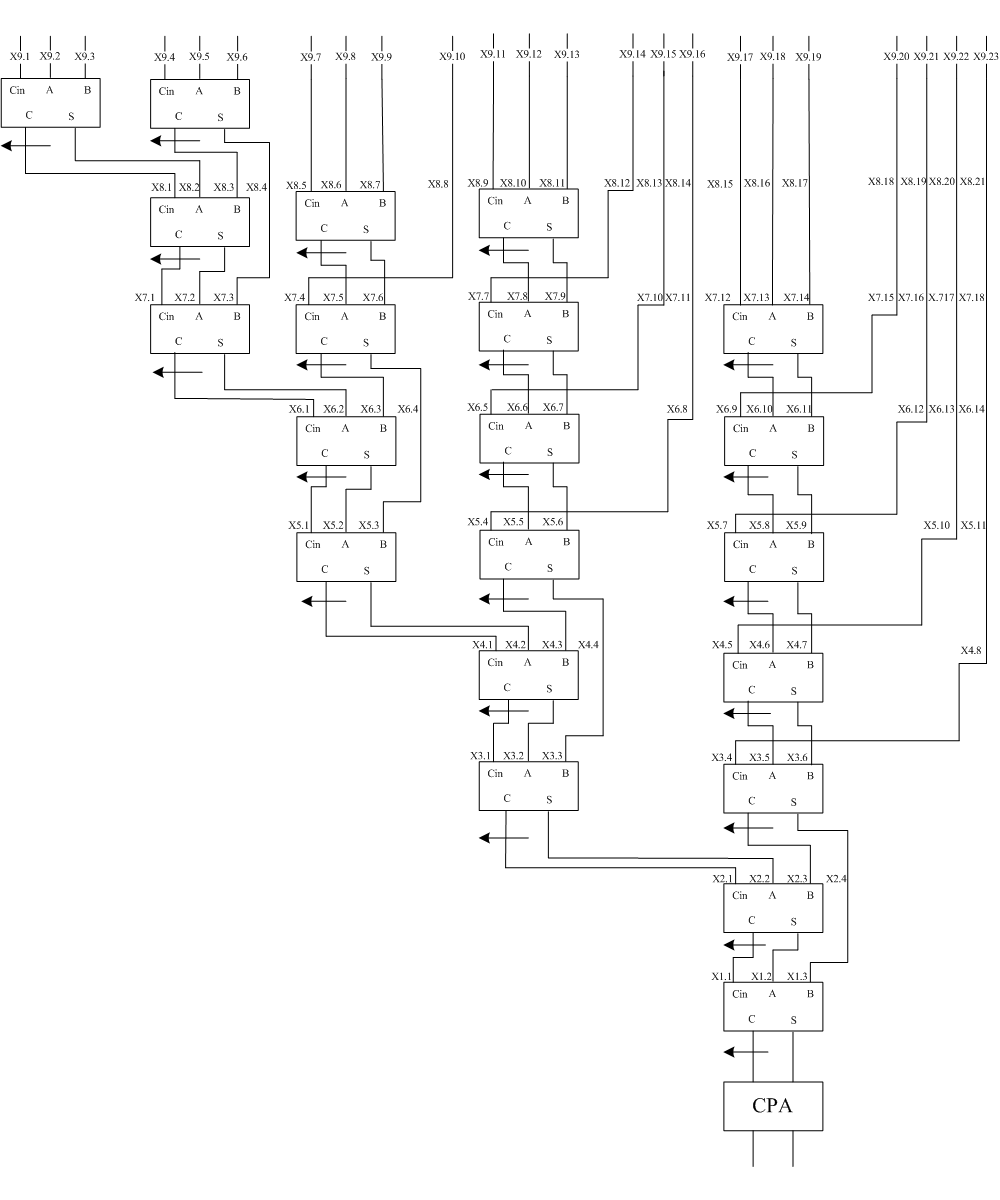 X9.1 X9.2 X9.3 X9.4 X9.5 X9.6 X9.7 X9.8 X9.9 X9.10 X9.11 X9.12 X9.13 X9.14 X9.15 X9.16 X9.17 X9.18 X9.19 X9.20 X9.21 X9.22 X9.23
Cin A B Cin A B
C S C S
X8.1 X8.2 X8.3 X8.4 X8.5 X8.6 X8.7 X8.8 X8.9 X8.10 X8.11 X8.12 X8.13 X8.14 X8.15 X8.16 X8.17 X8.18 X8.19 X8.20 X8.21
Cin A B Cin A B Cin A B
C S C S C S
X7.1 X7.2 X7.3 X7.4 X7.5 X7.6 X7.7 X7.8 X7.9 X7.10 X7.11 X7.12 X7.13 X7.14 X7.15 X7.16 X.717 X7.18
Cin A B Cin A B Cin A B Cin A B
C S C S C S C S
X6.1 X6.2 X6.3 X6.4 X6.5 X6.6 X6.7 X6.8 X6.9 X6.10 X6.11 X6.12 X6.13 X6.14
Cin A B Cin A B Cin A B
C S C S C S
X5.1 X5.2 X5.3 X5.4 X5.5 X5.6 X5.7 X5.8 X5.9 X5.10 X5.11
Cin A B Cin A B Cin A B
C S C S C S
X4.1 X4.2 X4.3 X4.4 X4.5 X4.6 X4.7 X4.8
Cin A B Cin A B
C S C S
X3.1 X3.2 X3.3 X3.4 X3.5 X3.6
Cin A B Cin A B
C S C S
X2.1 X2.2 X2.3 X2.4
Cin A B
C S
X1.1 X1.2 X1.3
Cin A B
C S
CPA